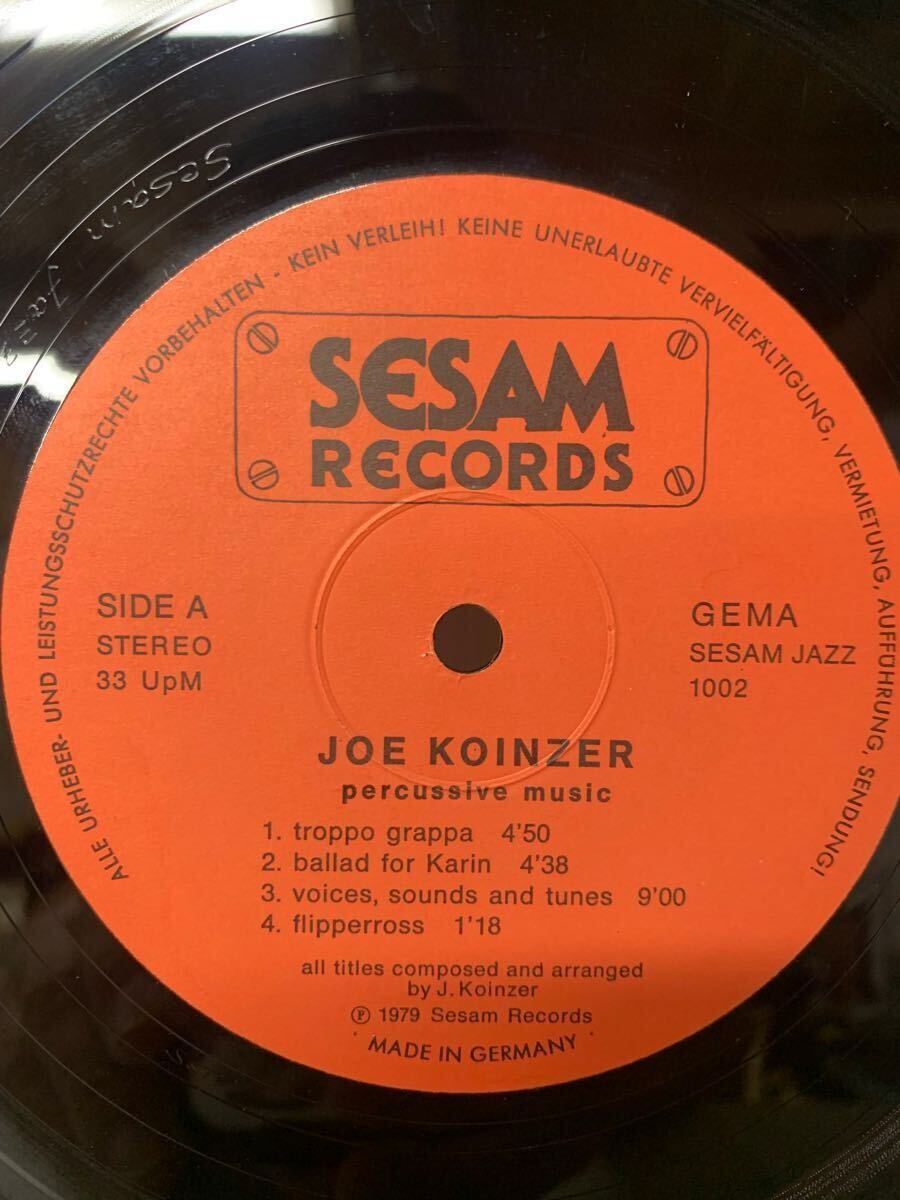 Sesam Jazz
ALLE URHEBER- UND LEISTUNGSSCHUTZRECHTE VORBEHALTEN - KEIN VERLEIH! KEINE UNERLAUBTE VERVIELFÄLTIGUNG, VERMIETUNG, AUFFÜHRUNG, SENDUNG!
SESAM
RECORDS
SIDE A
STEREO
33 UpM
GEMA
SESAM JAZZ
1002
JOE KOINZER
percussive music
1. troppo grappa 4'50
2. ballad for Karin 4'38
3. voices, sounds and tunes 9'00
4. flipperross 1'18
all titles composed and arranged
by J. Koinzer
Ⓟ 1979 Sesam Records
MADE IN GERMANY